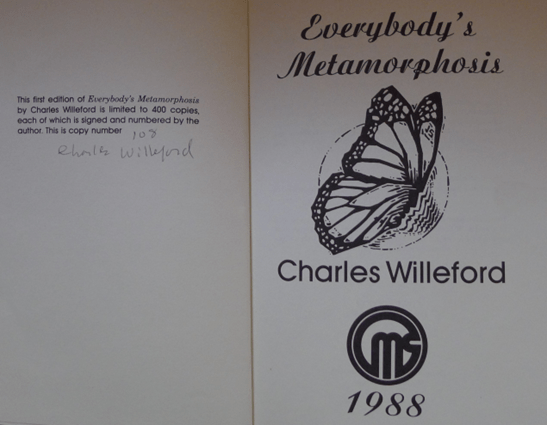 This first edition of Everybody's Metamorphosis
by Charles Willeford is limited to 400 copies,
each of which is signed and numbered by the
author. This is copy number 108
Charles Willeford
Everybody's
Metamorphosis
Charles Willeford
1988